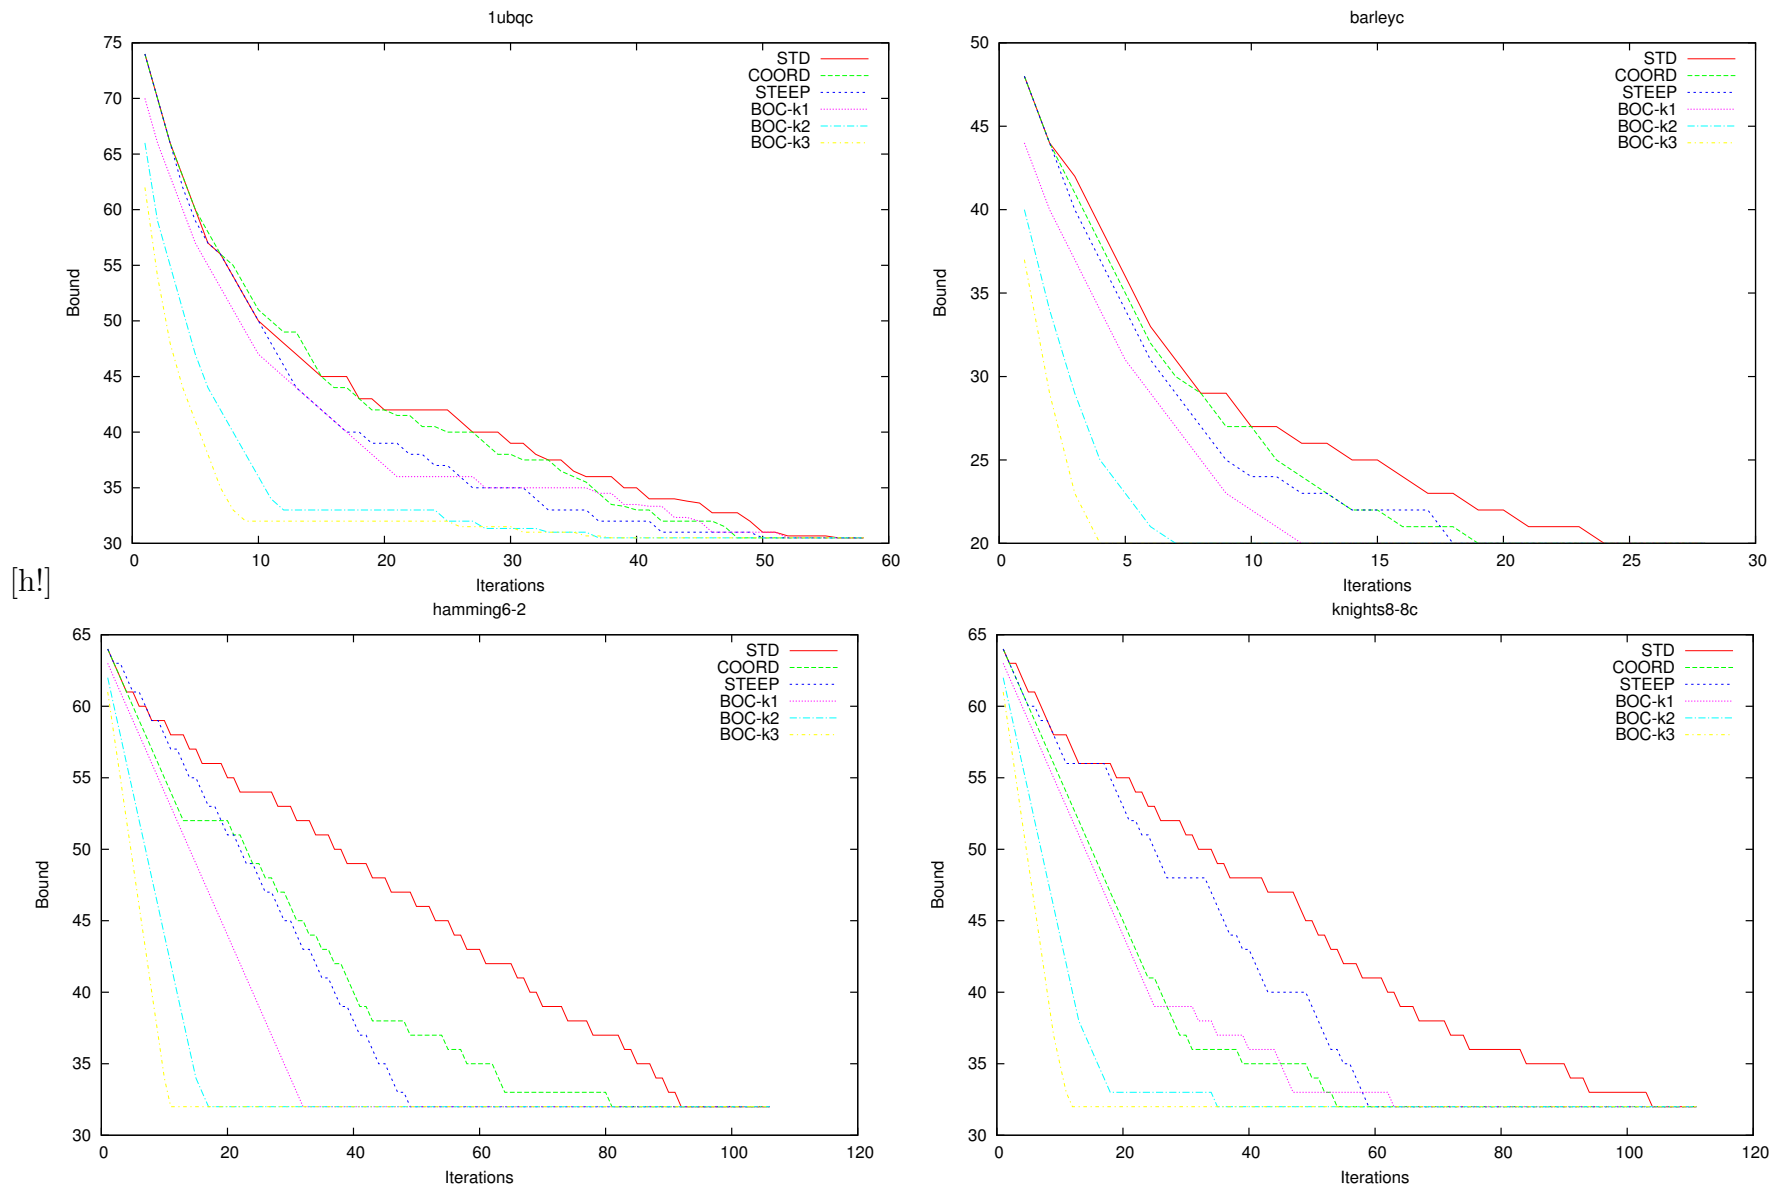 1ubqc
75
70
65
60
55
50
45
40
35
30
0 10 20 30 40 50 60
Bound
Iterations
STD
COORD
STEEP
BOC-k1
BOC-k2
BOC-k3
barleyc
50
45
40
35
30
25
20
0 5 10 15 20 25 30
Bound
Iterations
STD
COORD
STEEP
BOC-k1
BOC-k2
BOC-k3
[h!]
hamming6-2
65
60
55
50
45
40
35
30
0 20 40 60 80 100 120
Bound
Iterations
STD
COORD
STEEP
BOC-k1
BOC-k2
BOC-k3
knights8-8c
65
60
55
50
45
40
35
30
0 20 40 60 80 100 120
Bound
Iterations
STD
COORD
STEEP
BOC-k1
BOC-k2
BOC-k3